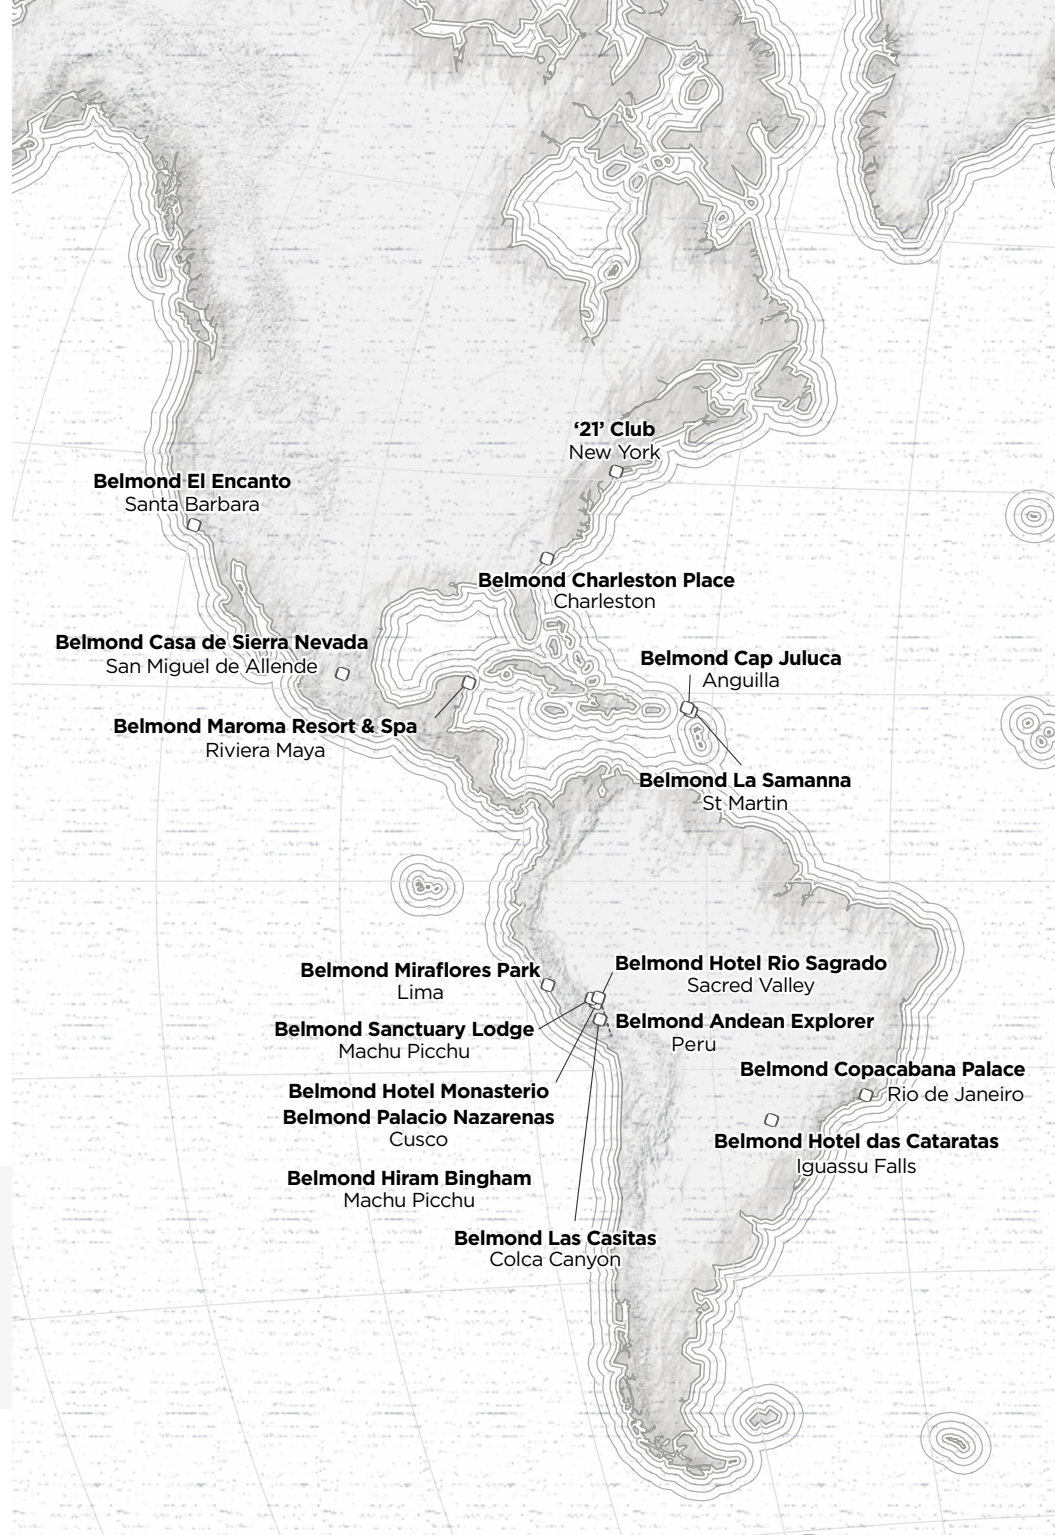 ‘21’ Club
New York
Belmond El Encanto
Santa Barbara
Belmond Charleston Place
Charleston
Belmond Casa de Sierra Nevada
San Miguel de Allende
Belmond Cap Juluca
Anguilla
Belmond Maroma Resort & Spa
Riviera Maya
Belmond La Samanna
St Martin
Belmond Miraflores Park
Lima
Belmond Hotel Rio Sagrado
Sacred Valley
Belmond Sanctuary Lodge
Machu Picchu
Belmond Andean Explorer
Peru
Belmond Copacabana Palace
Rio de Janeiro
Belmond Hotel Monasterio
Belmond Palacio Nazarenas
Cusco
Belmond Hotel das Cataratas
Iguassu Falls
Belmond Hiram Bingham
Machu Picchu
Belmond Las Casitas
Colca Canyon